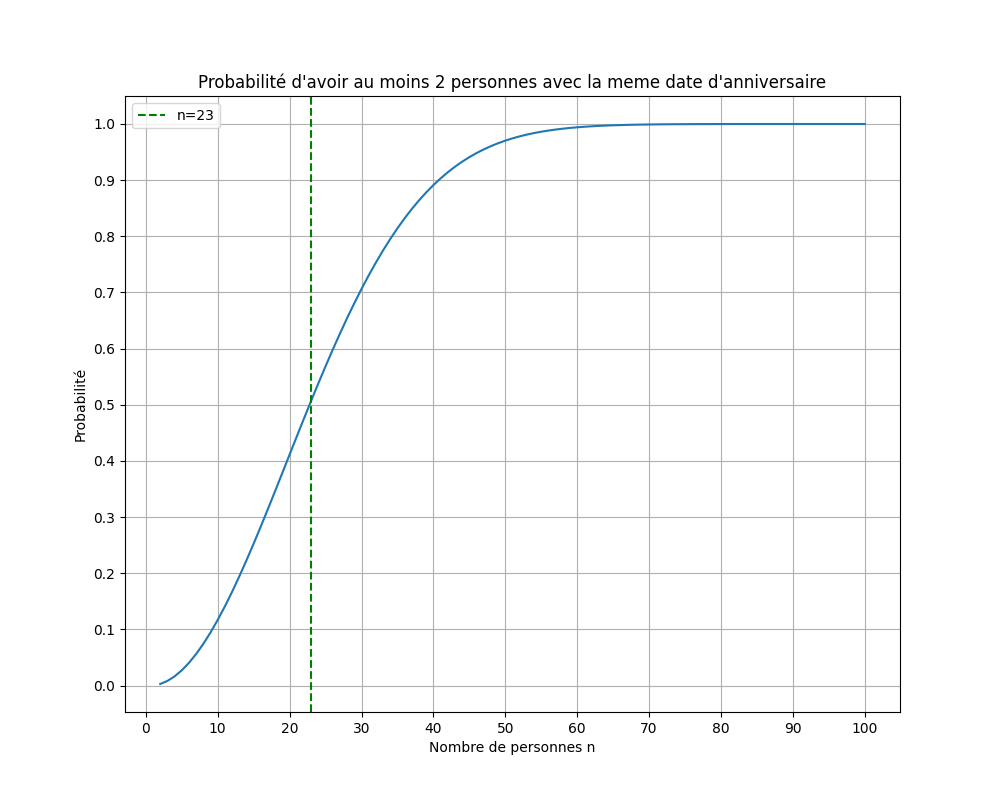 Probabilité d'avoir au moins 2 personnes avec la meme date d'anniversaire
n=23
1.0
0.9
0.8
0.7
0.6
0.5
0.4
0.3
0.2
0.1
0.0
Probabilité
0 10 20 30 40 50 60 70 80 90 100
Nombre de personnes n